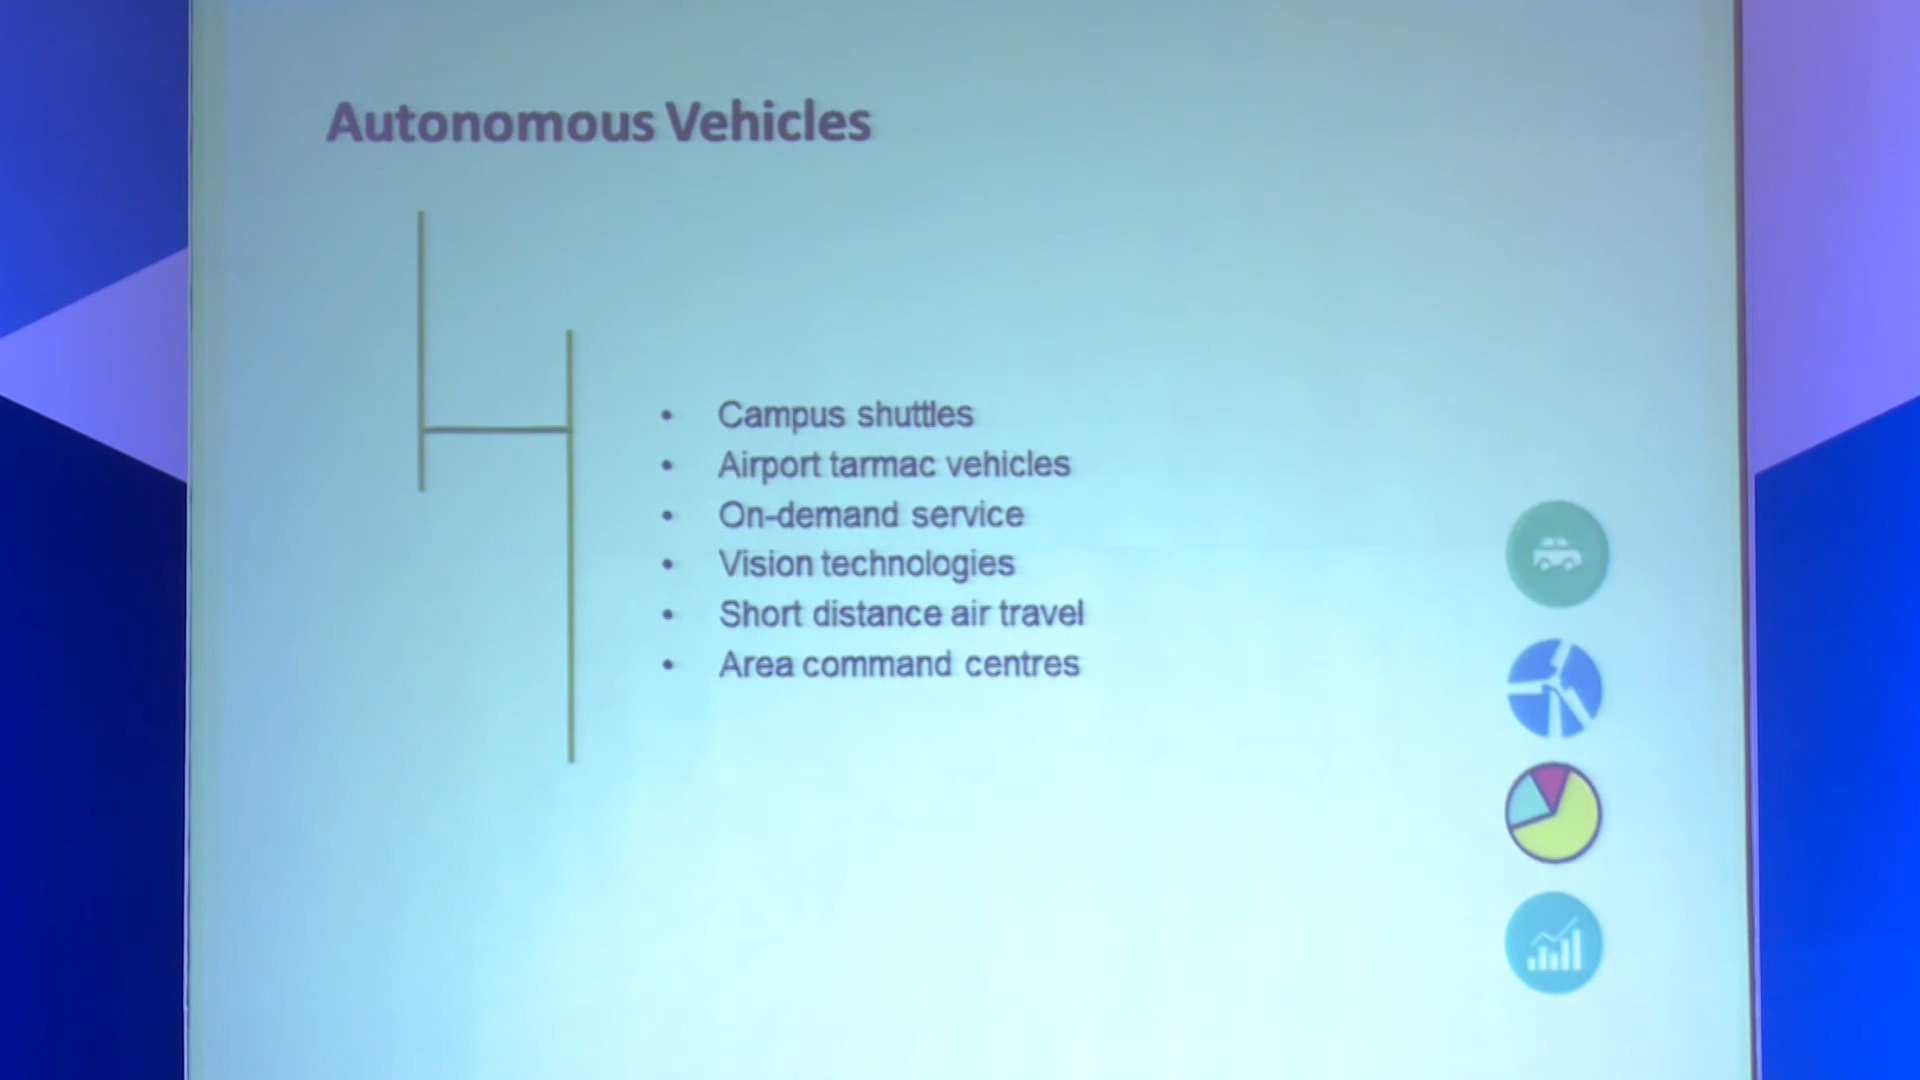 Autonomous Vehicles
• Campus shuttles
• Airport tarmac vehicles
• On-demand service
• Vision technologies
• Short distance air travel
• Area command centres